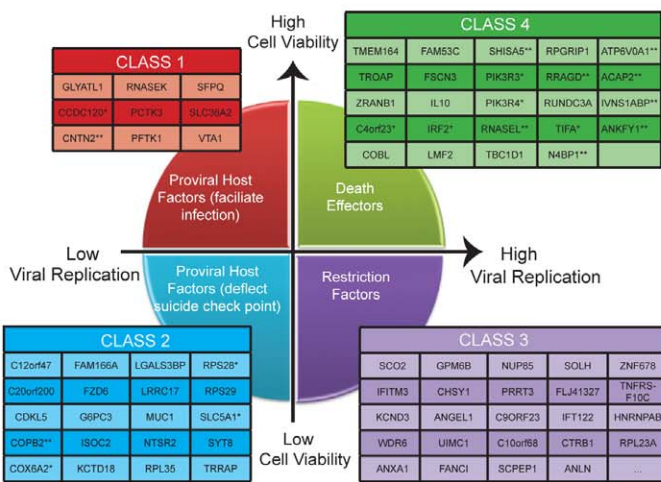 High
Cell Viability
CLASS 1
GLYATL1 RNASEK SFPQ
CCDC120* PCTK3 SLC36A2
CNTN2** PFTK1 VTA1
CLASS 4
TMEM164 FAM53C SHISA5** RPGRIP1 ATP6V0A1**
TROAP FSCN3 PIK3R3* RRAGD** ACAP2**
ZRANB1 IL10 PIK3R4* RUNDC3A IVNS1ABP**
C4orf23* IRF2* RNASEL** TIFA* ANKFY1**
COBL LMF2 TBC1D1 N4BP1**
Proviral Host
Factors (faciliate
infection)
Death
Effectors
Low
Viral Replication
High
Viral Replication
Proviral Host
Factors (deflect
suicide check point)
Restriction
Factors
CLASS 2
C12orf47 FAM166A LGALS3BP RPS28*
C20orf200 FZD6 LRRC17 RPS29
CDKL5 G6PC3 MUC1 SLC5A1*
COPB2** ISOC2 NTSR2 SYT8
COX6A2* KCTD18 RPL35 TRRAP
CLASS 3
SCO2 GPM6B NUP85 SOLH ZNF678
IFITM3 CHSY1 PRRT3 FLJ41327 TNFRS-
F10C
KCND3 ANGEL1 C9ORF23 IFT122 HNRNPAB
WDR6 UIMC1 C10orf68 CTRB1 RPL23A
ANXA1 FANCI SCPEP1 ANLN ...
Low
Cell Viability